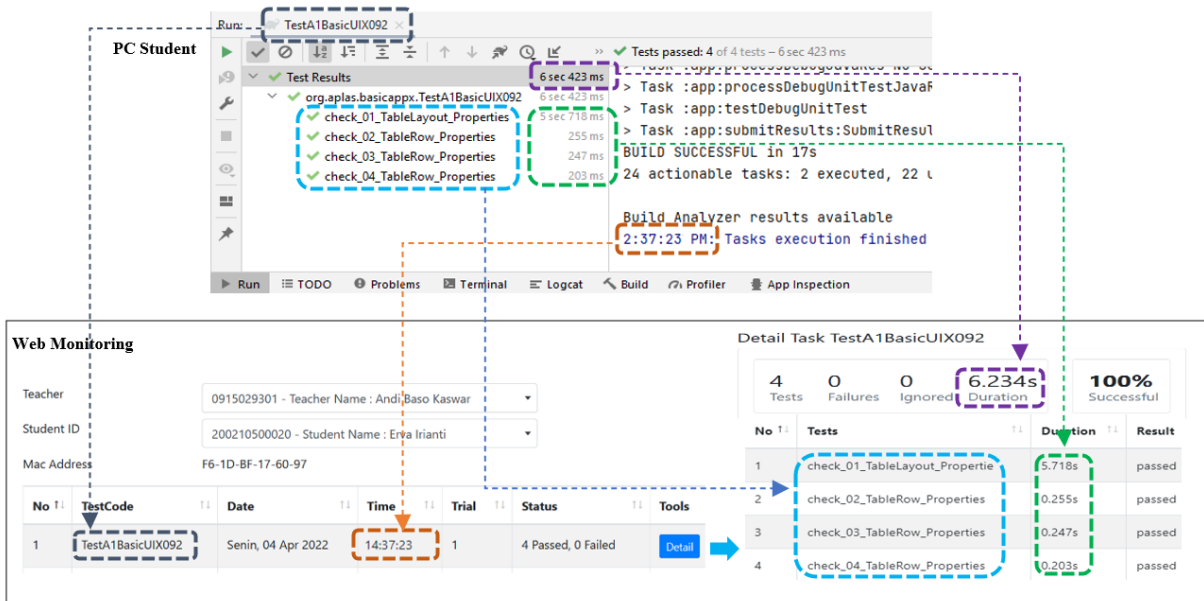 Run: TestA1BasicUIX092 ×
PC Student
» Tests passed: 4 of 4 tests – 6 sec 423 ms
Test Results 6 sec 423 ms
org.aplas.basicappx.TestA1BasicUIX092 6 sec 423 ms
check_01_TableLayout_Properties 5 sec 718 ms
check_02_TableRow_Properties 255 ms
check_03_TableRow_Properties 247 ms
check_04_TableRow_Properties 203 ms
> Task :app:processDebugUnitTestJavaR
> Task :app:testDebugUnitTest
> Task :app:submitResults:SubmitResul
BUILD SUCCESSFUL in 17s
24 actionable tasks: 2 executed, 22 u
Build Analyzer results available
2:37:23 PM: Tasks execution finished
Run TODO Problems Terminal Logcat Build Profiler App Inspection
Web Monitoring
Teacher 0915029301 - Teacher Name : Andi Baso Kaswar
Student ID 200210500020 - Student Name : Erva Irianti
Mac Address F6-1D-BF-17-60-97
No TestCode Date Time Trial Status Tools
1 TestA1BasicUIX092 Senin, 04 Apr 2022 14:37:23 1 4 Passed, 0 Failed Detail
Detail Task TestA1BasicUIX092
4 0 0 6.234s 100%
Tests Failures Ignored Duration Successful
No Tests Duration Result
1 check_01_TableLayout_Propertie 5.718s passed
2 check_02_TableRow_Properties 0.255s passed
3 check_03_TableRow_Properties 0.247s passed
4 check_04_TableRow_Properties 0.203s passed